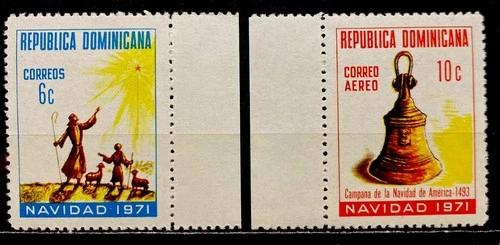 REPUBLICA DOMINICANA
CORREOS
6c
NAVIDAD 1971
REPUBLICA DOMINICANA
CORREO
AEREO
10c
Campana de la Navidad de América-1493
NAVIDAD 1971